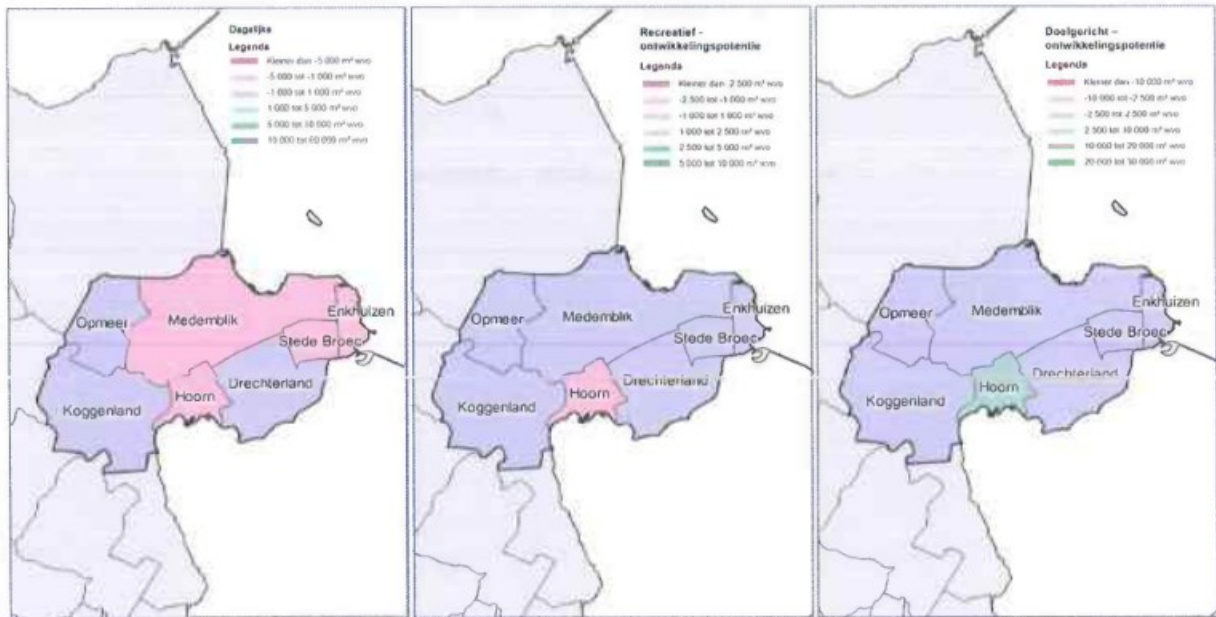 Dagelijks
Legenda
Kleiner dan -5 000 m² wvo
-5 000 tot -1 000 m² wvo
-1 000 tot 1 000 m² wvo
1 000 tot 5 000 m² wvo
5 000 tot 10 000 m² wvo
10 000 tot 60 000 m² wvo
Opmeer
Medemblik
Enkhuizen
Stede Broec
Drechterland
Hoorn
Koggenland
Recreatief -
ontwikkelingspotentie
Legenda
Kleiner dan 2 500 m² wvo
-2 500 tot -1 000 m² wvo
-1 000 tot 1 000 m² wvo
1 000 tot 2 500 m² wvo
2 500 tot 5 000 m² wvo
5 000 tot 10 000 m² wvo
Opmeer
Medemblik
Enkhuizen
Stede Broec
Drechterland
Hoorn
Koggenland
Doelgericht –
ontwikkelingspotentie
Legenda
Kleiner dan -10 000 m² wvo
-10 000 tot -2 500 m² wvo
-2 500 tot 2 500 m² wvo
2 500 tot 10 000 m² wvo
10 000 tot 20 000 m² wvo
20 000 tot 30 000 m² wvo
Opmeer
Medemblik
Enkhuizen
Stede Broec
Drechterland
Hoorn
Koggenland